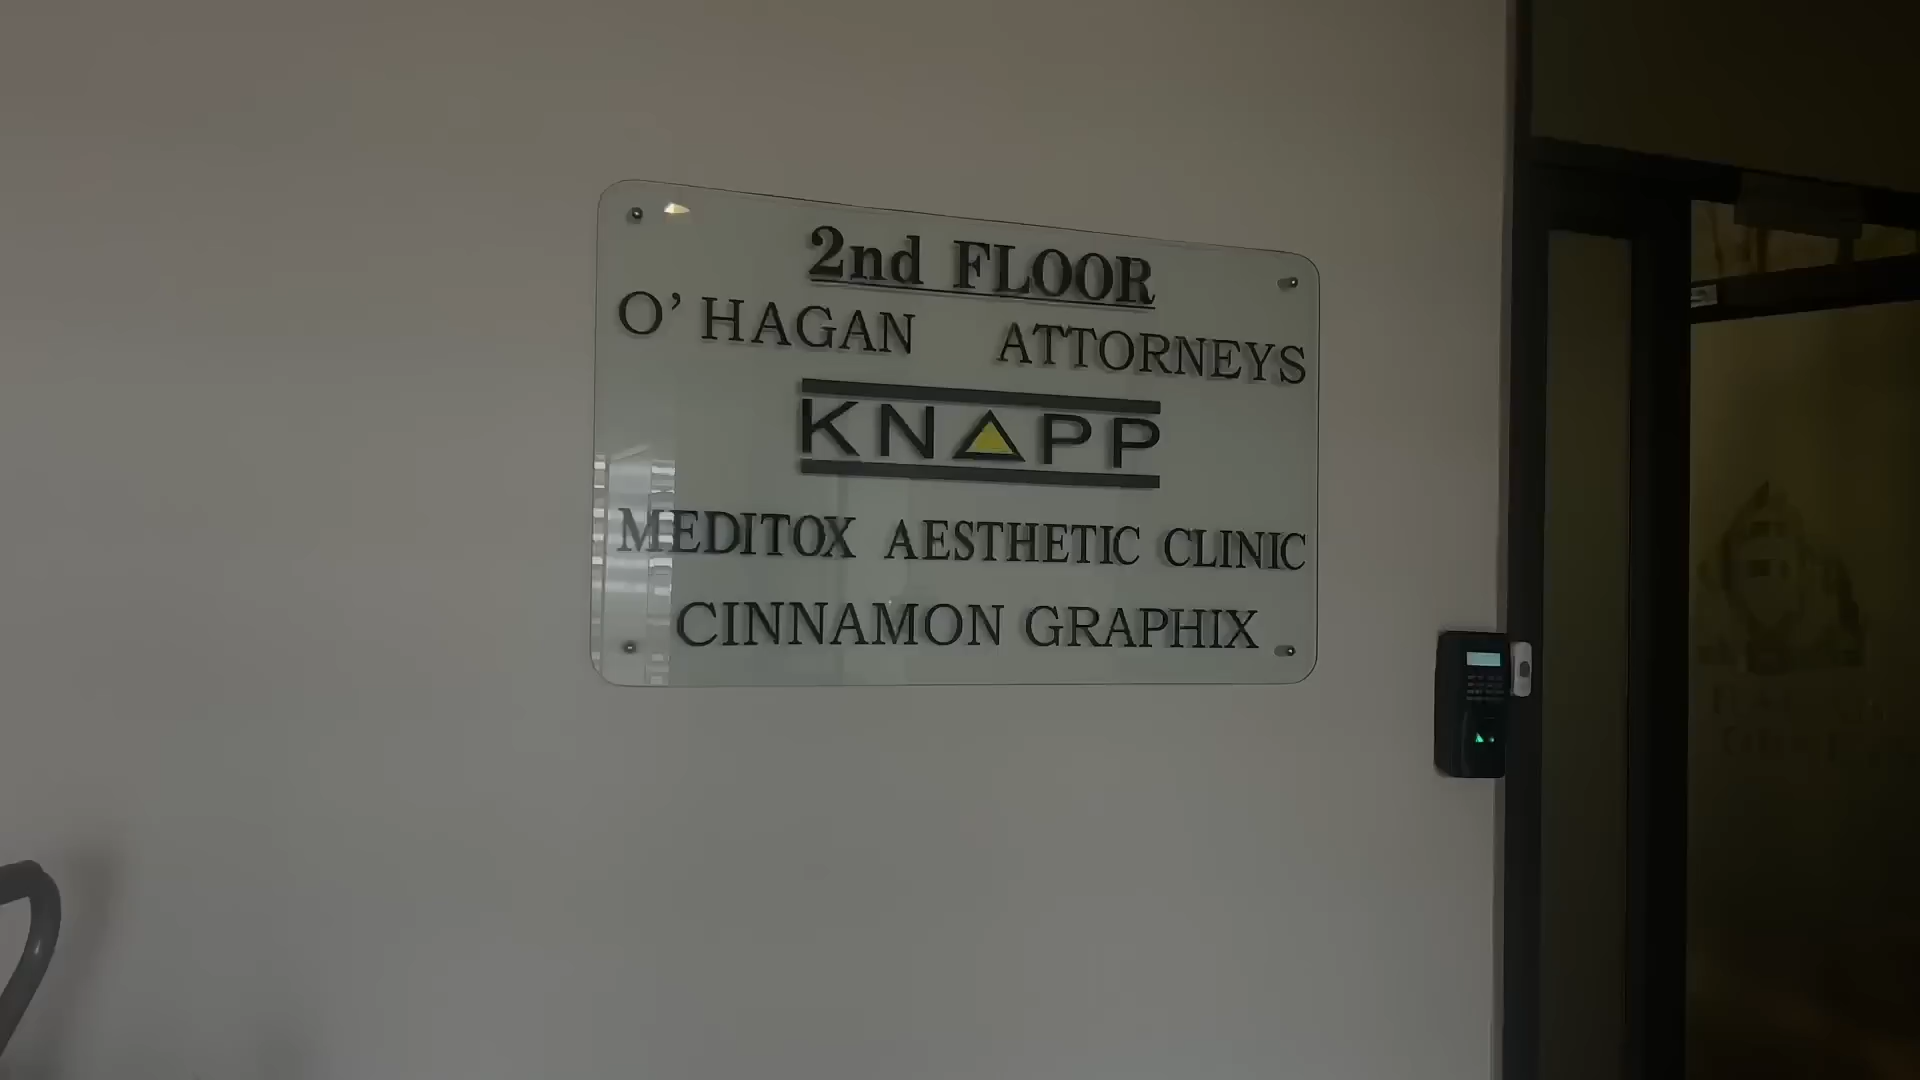 2nd FLOOR
O'HAGAN ATTORNEYS
KNAPP
MEDITOX AESTHETIC CLINIC
CINNAMON GRAPHIX